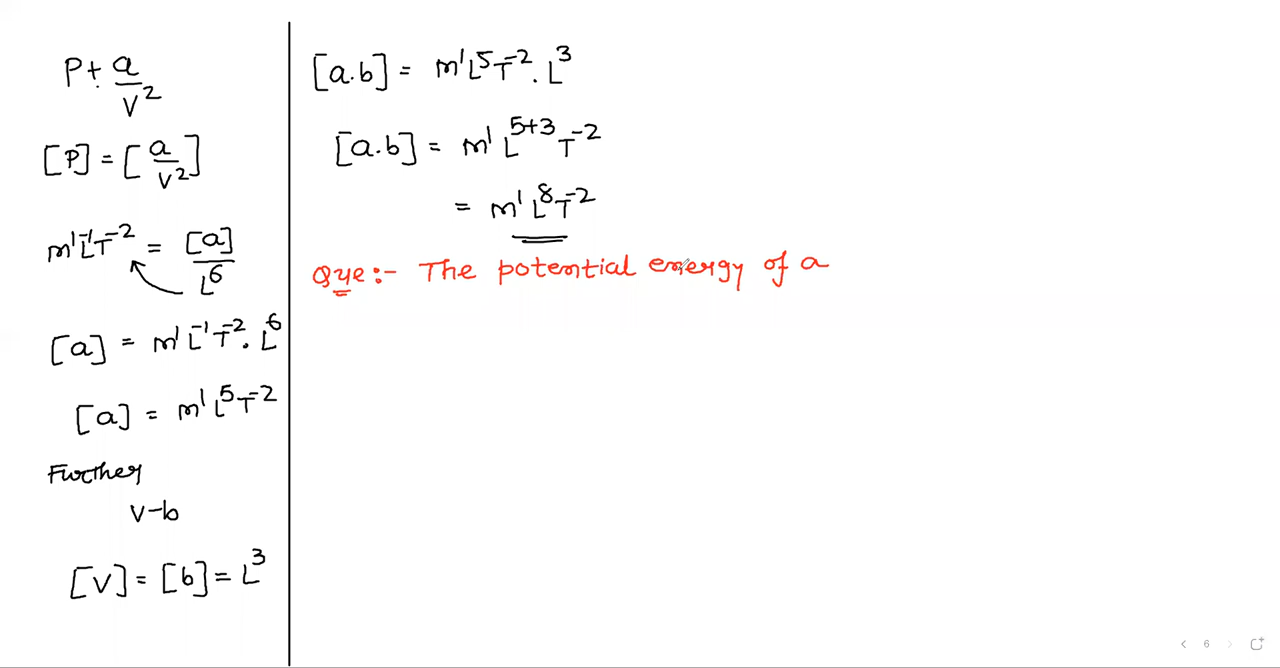 P + a/V²
[P] = [a/V²]
M¹L⁻¹T⁻² = [a]/L⁶
[a] = M¹L⁻¹T⁻² . L⁶
[a] = M¹L⁵T⁻²
Further
V-b
[V] = [b] = L³
[a.b] = M¹L⁵T⁻² . L³
[a.b] = M¹L⁵⁺³T⁻²
= M¹L⁸T⁻²
Que:- The potential energy of a
6